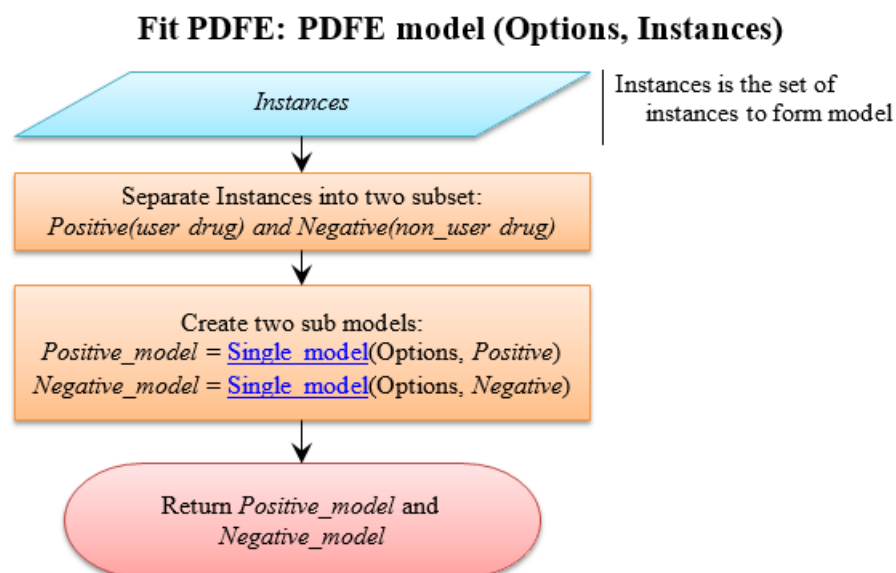 Fit PDFE: PDFE model (Options, Instances)
Instances
Instances is the set of
instances to form model
Separate Instances into two subset:
Positive(user drug) and Negative(non_user drug)
Create two sub models:
Positive_model = Single_model(Options, Positive)
Negative_model = Single_model(Options, Negative)
Return Positive_model and
Negative_model